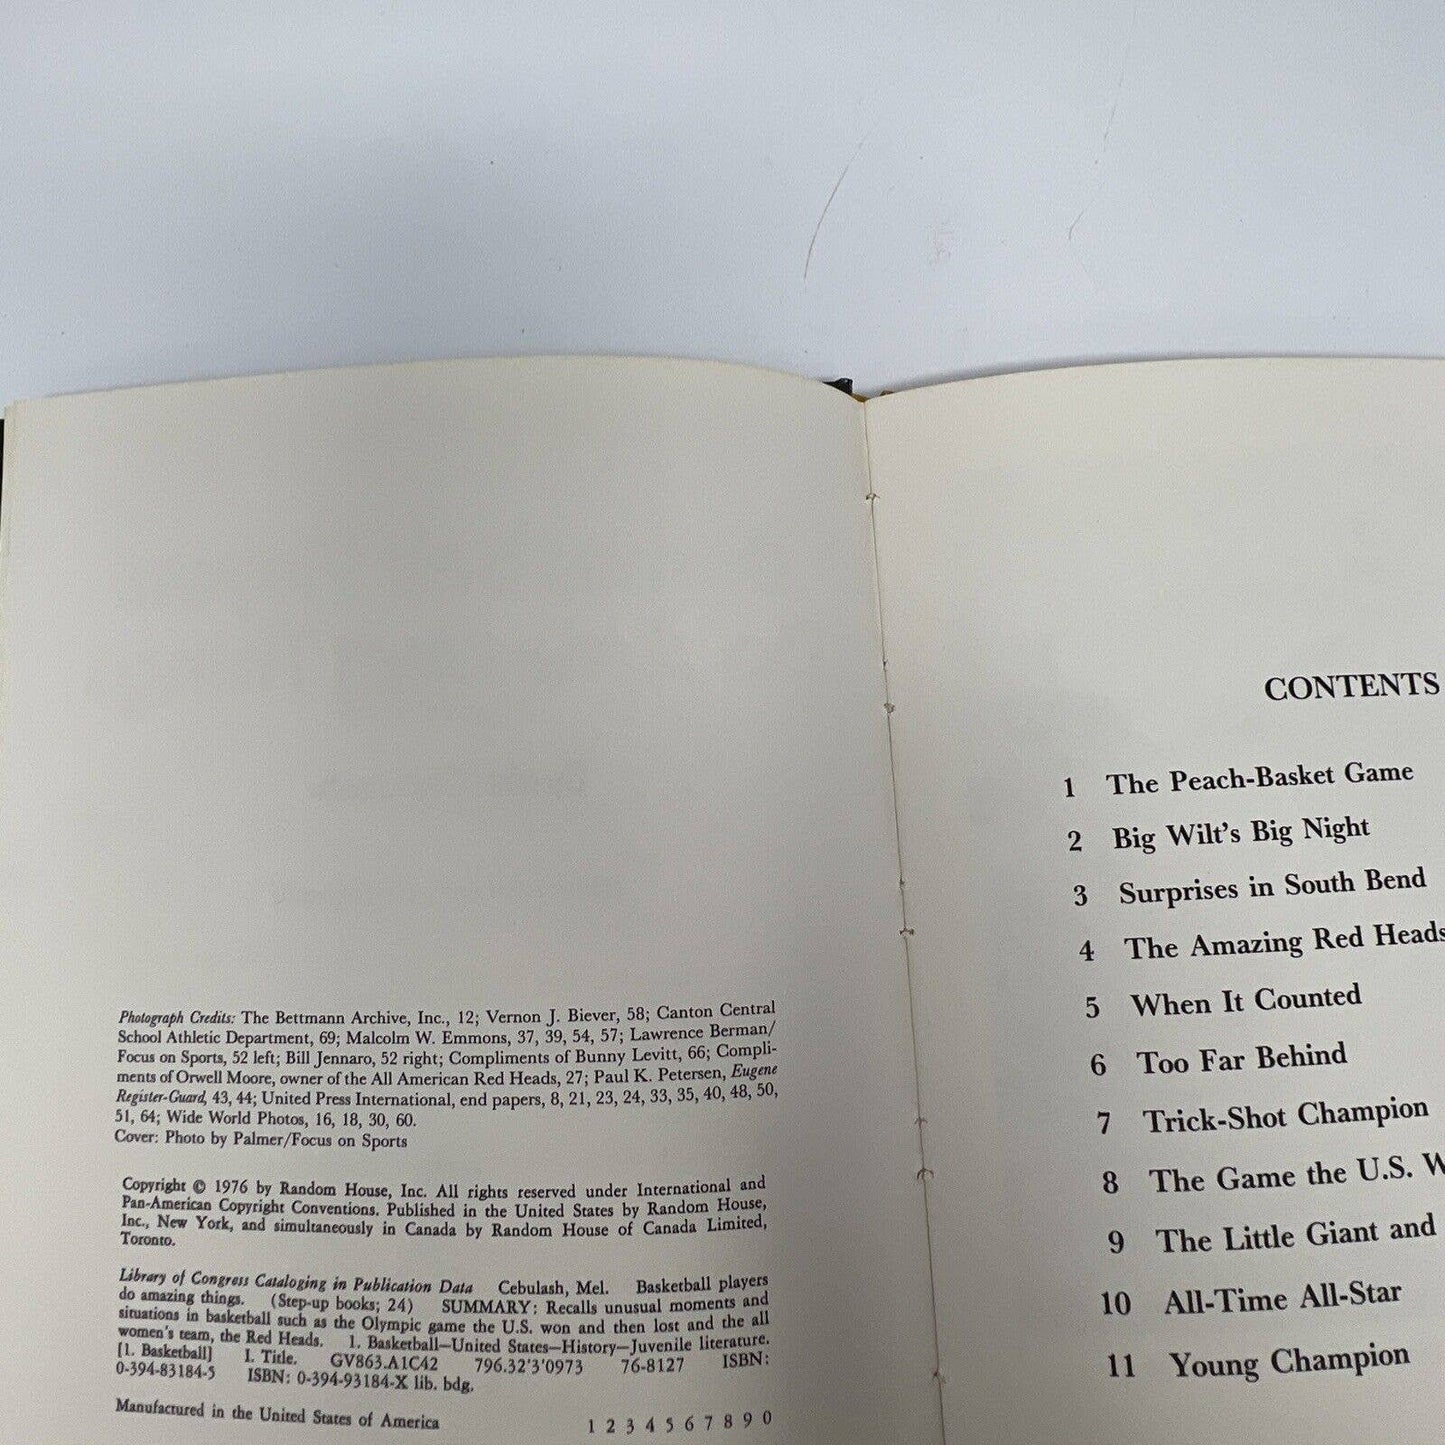 Photograph Credits: The Bettmann Archive, Inc., 12; Vernon J. Biever, 58; Canton Central
School Athletic Department, 69; Malcolm W. Emmons, 37, 39, 54, 57; Lawrence Berman/
Focus on Sports, 52 left; Bill Jennaro, 52 right; Compliments of Bunny Levitt, 66; Compli-
ments of Orwell Moore, owner of the All American Red Heads, 27; Paul K. Petersen, Eugene
Register-Guard, 43, 44; United Press International, end papers, 8, 21, 23, 24, 33, 35, 40, 48, 50,
51, 64; Wide World Photos, 16, 18, 30, 60.
Cover: Photo by Palmer/Focus on Sports
Copyright © 1976 by Random House, Inc. All rights reserved under International and
Pan-American Copyright Conventions. Published in the United States by Random House,
Inc., New York, and simultaneously in Canada by Random House of Canada Limited,
Toronto.
Library of Congress Cataloging in Publication Data Cebulash, Mel. Basketball players
do amazing things. (Step-up books; 24) SUMMARY: Recalls unusual moments and
situations in basketball such as the Olympic game the U.S. won and then lost and the all
women's team, the Red Heads. 1. Basketball—United States—History—Juvenile literature.
[1. Basketball] I. Title. GV863.A1C42 796.32'3'0973 76-8127 ISBN:
0-394-83184-5 ISBN: 0-394-93184-X lib. bdg.
Manufactured in the United States of America 1 2 3 4 5 6 7 8 9 0
CONTENTS
1 The Peach-Basket Game
2 Big Wilt's Big Night
3 Surprises in South Bend
4 The Amazing Red Heads
5 When It Counted
6 Too Far Behind
7 Trick-Shot Champion
8 The Game the U.S. W
9 The Little Giant and
10 All-Time All-Star
11 Young Champion